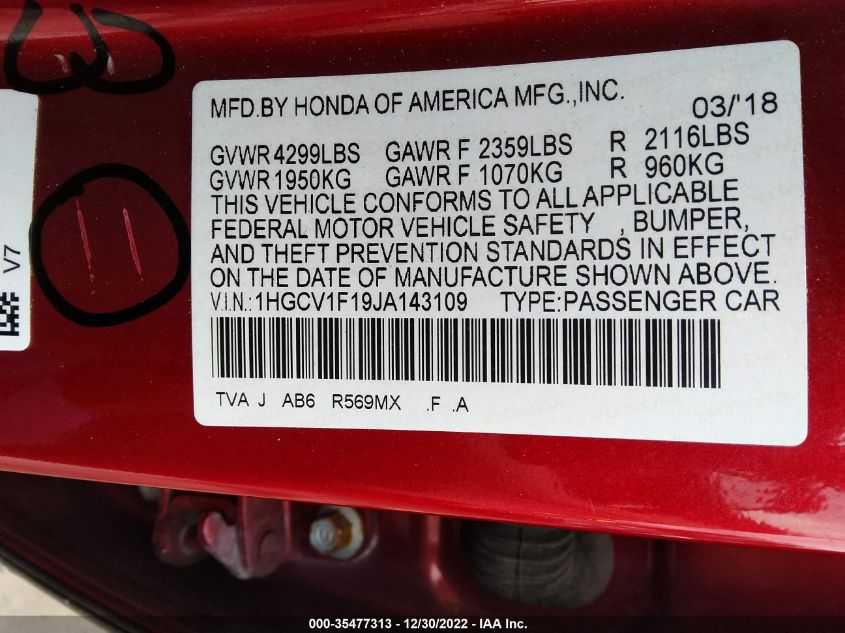 MFD.BY HONDA OF AMERICA MFG.,INC. 03/'18
GVWR 4299LBS GAWR F 2359LBS R 2116LBS
GVWR 1950KG GAWR F 1070KG R 960KG
THIS VEHICLE CONFORMS TO ALL APPLICABLE
FEDERAL MOTOR VEHICLE SAFETY , BUMPER,
AND THEFT PREVENTION STANDARDS IN EFFECT
ON THE DATE OF MANUFACTURE SHOWN ABOVE.
V.I.N.:1HGCV1F19JA143109 TYPE:PASSENGER CAR
TVA J AB6 R569MX .F .A
V7
11
000-35477313 - 12/30/2022 - IAA Inc.